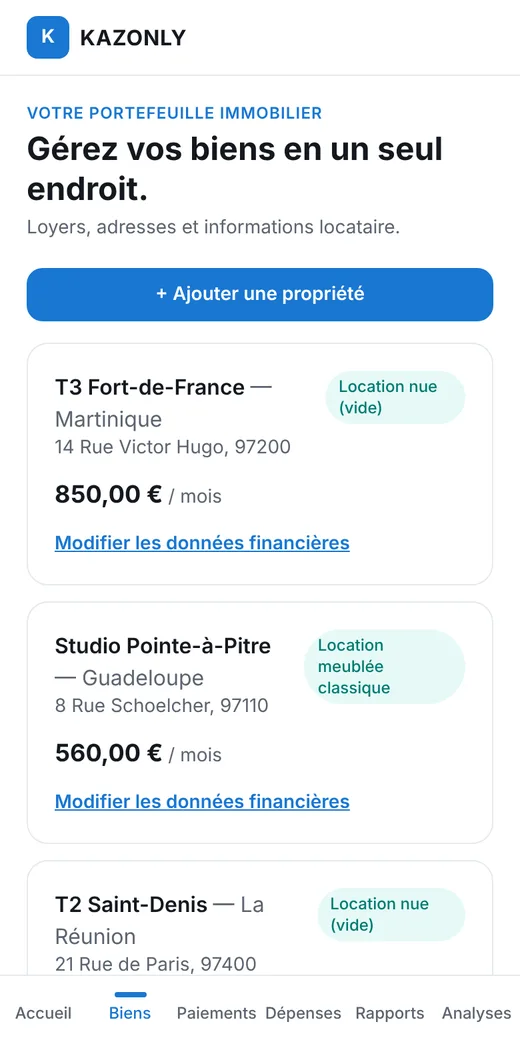 K KAZONLY
VOTRE PORTEFEUILLE IMMOBILIER
Gérez vos biens en un seul
endroit.
Loyers, adresses et informations locataire.
+ Ajouter une propriété
T3 Fort-de-France —
Martinique
14 Rue Victor Hugo, 97200
Location nue
(vide)
850,00 € / mois
Modifier les données financières
Studio Pointe-à-Pitre
— Guadeloupe
8 Rue Schoelcher, 97110
Location
meublée
classique
560,00 € / mois
Modifier les données financières
T2 Saint-Denis — La
Réunion
21 Rue de Paris, 97400
Location nue
(vide)
Accueil Biens Paiements Dépenses Rapports Analyses